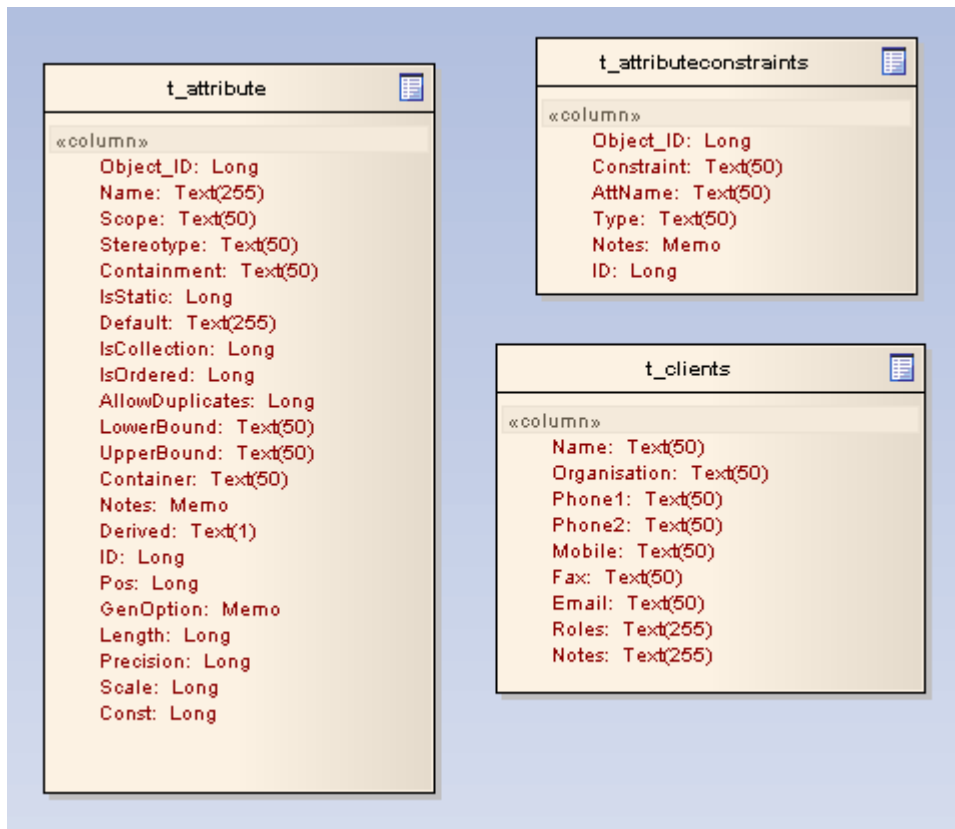 t_attribute
«column»
Object_ID: Long
Name: Text(255)
Scope: Text(50)
Stereotype: Text(50)
Containment: Text(50)
IsStatic: Long
Default: Text(255)
IsCollection: Long
IsOrdered: Long
AllowDuplicates: Long
LowerBound: Text(50)
UpperBound: Text(50)
Container: Text(50)
Notes: Memo
Derived: Text(1)
ID: Long
Pos: Long
GenOption: Memo
Length: Long
Precision: Long
Scale: Long
Const: Long
t_attributeconstraints
«column»
Object_ID: Long
Constraint: Text(50)
AttName: Text(50)
Type: Text(50)
Notes: Memo
ID: Long
t_clients
«column»
Name: Text(50)
Organisation: Text(50)
Phone1: Text(50)
Phone2: Text(50)
Mobile: Text(50)
Fax: Text(50)
Email: Text(50)
Roles: Text(255)
Notes: Text(255)